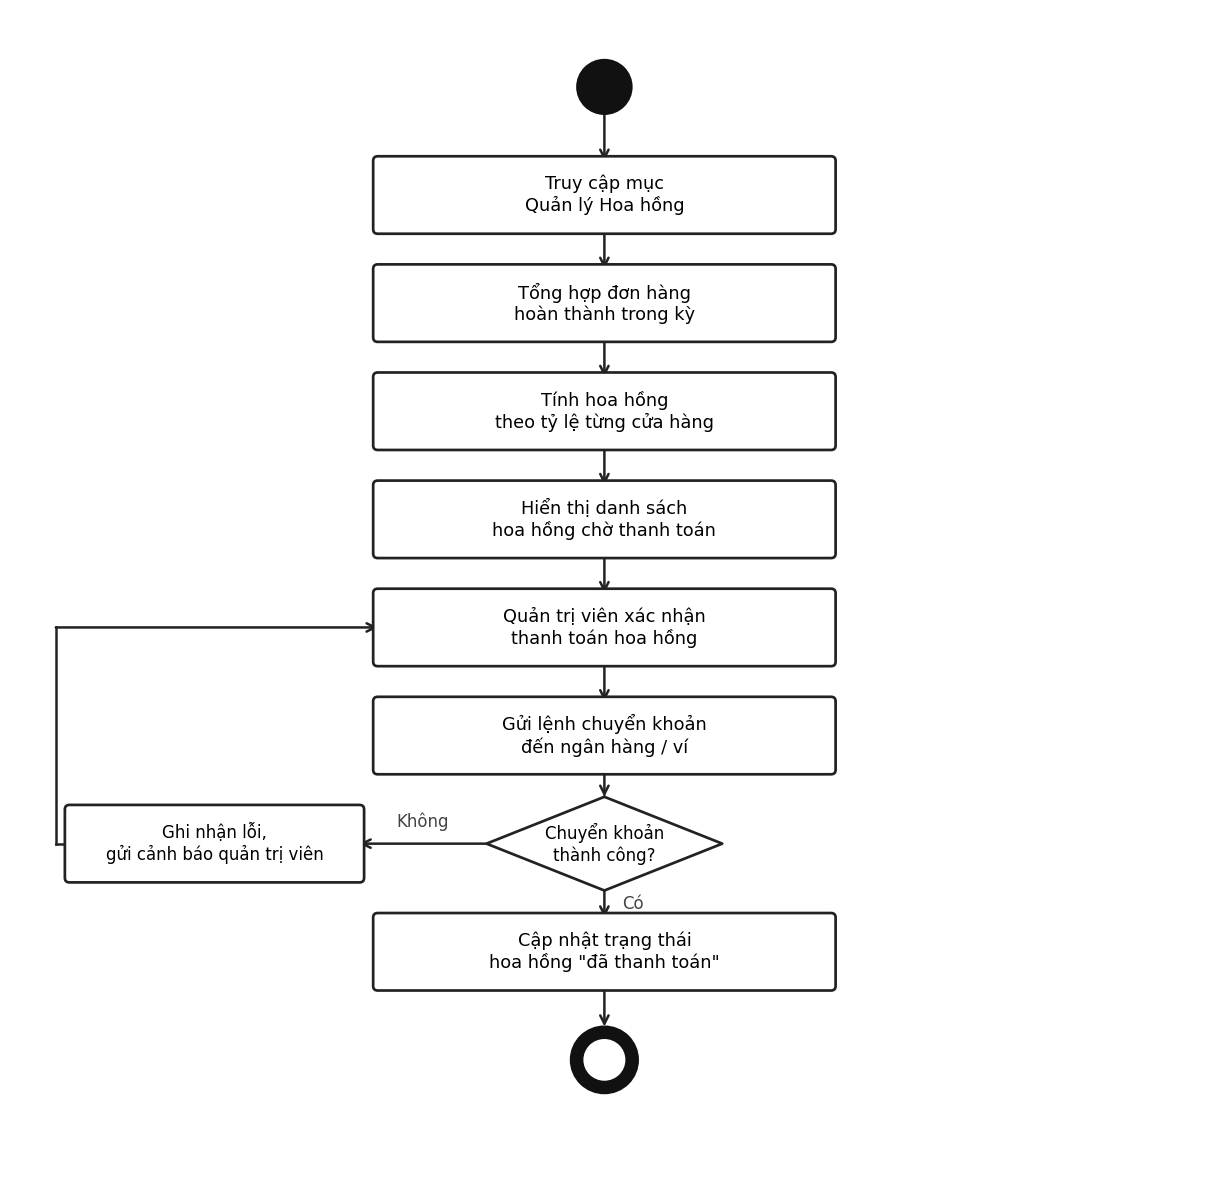 Truy cập mục
Quản lý Hoa hồng
Tổng hợp đơn hàng
hoàn thành trong kỳ
Tính hoa hồng
theo tỷ lệ từng cửa hàng
Hiển thị danh sách
hoa hồng chờ thanh toán
Quản trị viên xác nhận
thanh toán hoa hồng
Gửi lệnh chuyển khoản
đến ngân hàng / ví
Chuyển khoản
thành công?
Không
Ghi nhận lỗi,
gửi cảnh báo quản trị viên
Có
Cập nhật trạng thái
hoa hồng "đã thanh toán"